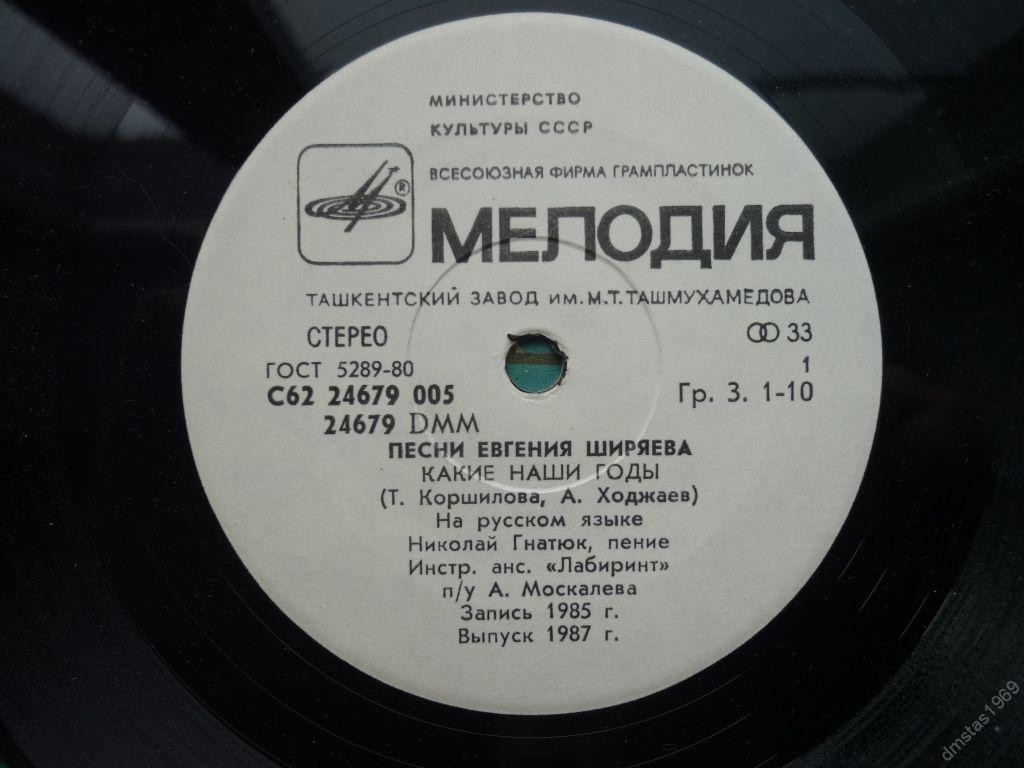 МИНИСТЕРСТВО
КУЛЬТУРЫ СССР
ВСЕСОЮЗНАЯ ФИРМА ГРАМПЛАСТИНОК
®
МЕЛОДИЯ
ТАШКЕНТСКИЙ ЗАВОД ИМ. М.Т. ТАШМУХАМЕДОВА
СТЕРЕО 33
ГОСТ 5289-80 1
С62 24679 005 Гр. 3. 1-10
24679 DMM
ПЕСНИ ЕВГЕНИЯ ШИРЯЕВА
КАКИЕ НАШИ ГОДЫ
(Т. Коршилова, А. Ходжаев)
На русском языке
Николай Гнатюк, пение
Инстр. анс. «Лабиринт»
п/у А. Москалева
Запись 1985 г.
Выпуск 1987 г.
dmstas1969